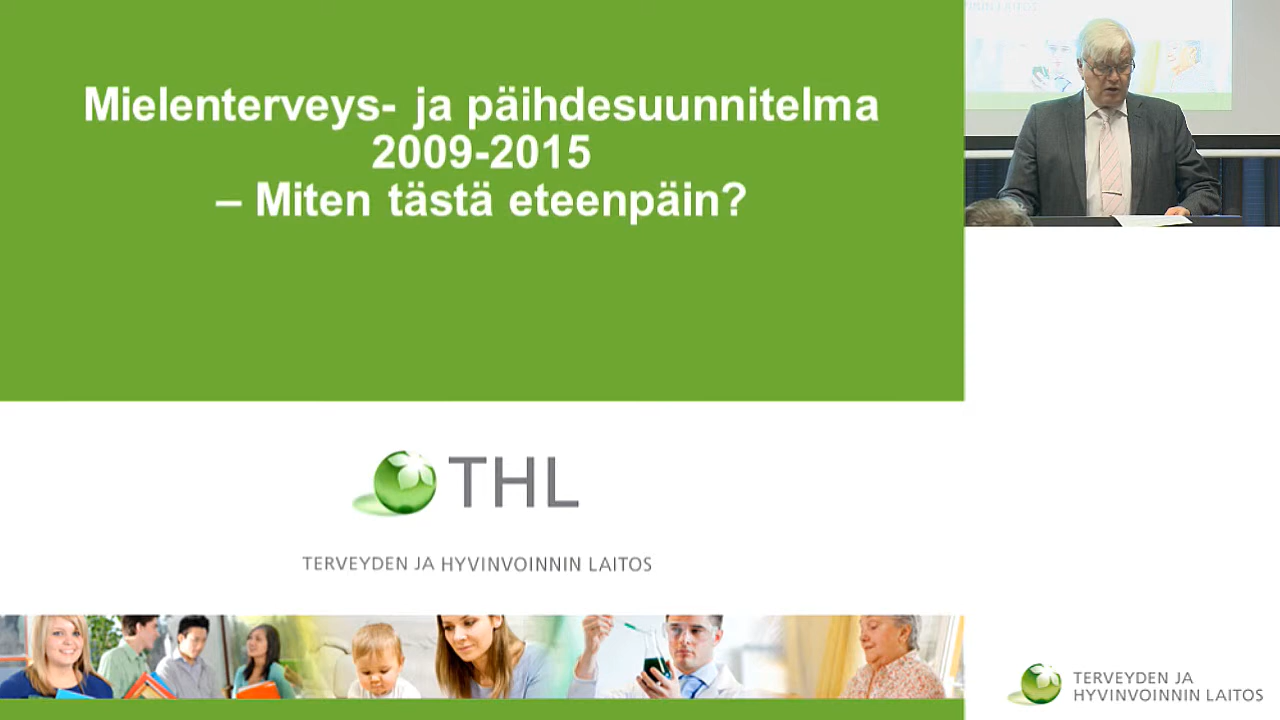 Mielenterveys- ja päihdesuunnitelma
2009-2015
– Miten tästä eteenpäin?
THL
TERVEYDEN JA HYVINVOINNIN LAITOS
TERVEYDEN JA
HYVINVOINNIN LAITOS